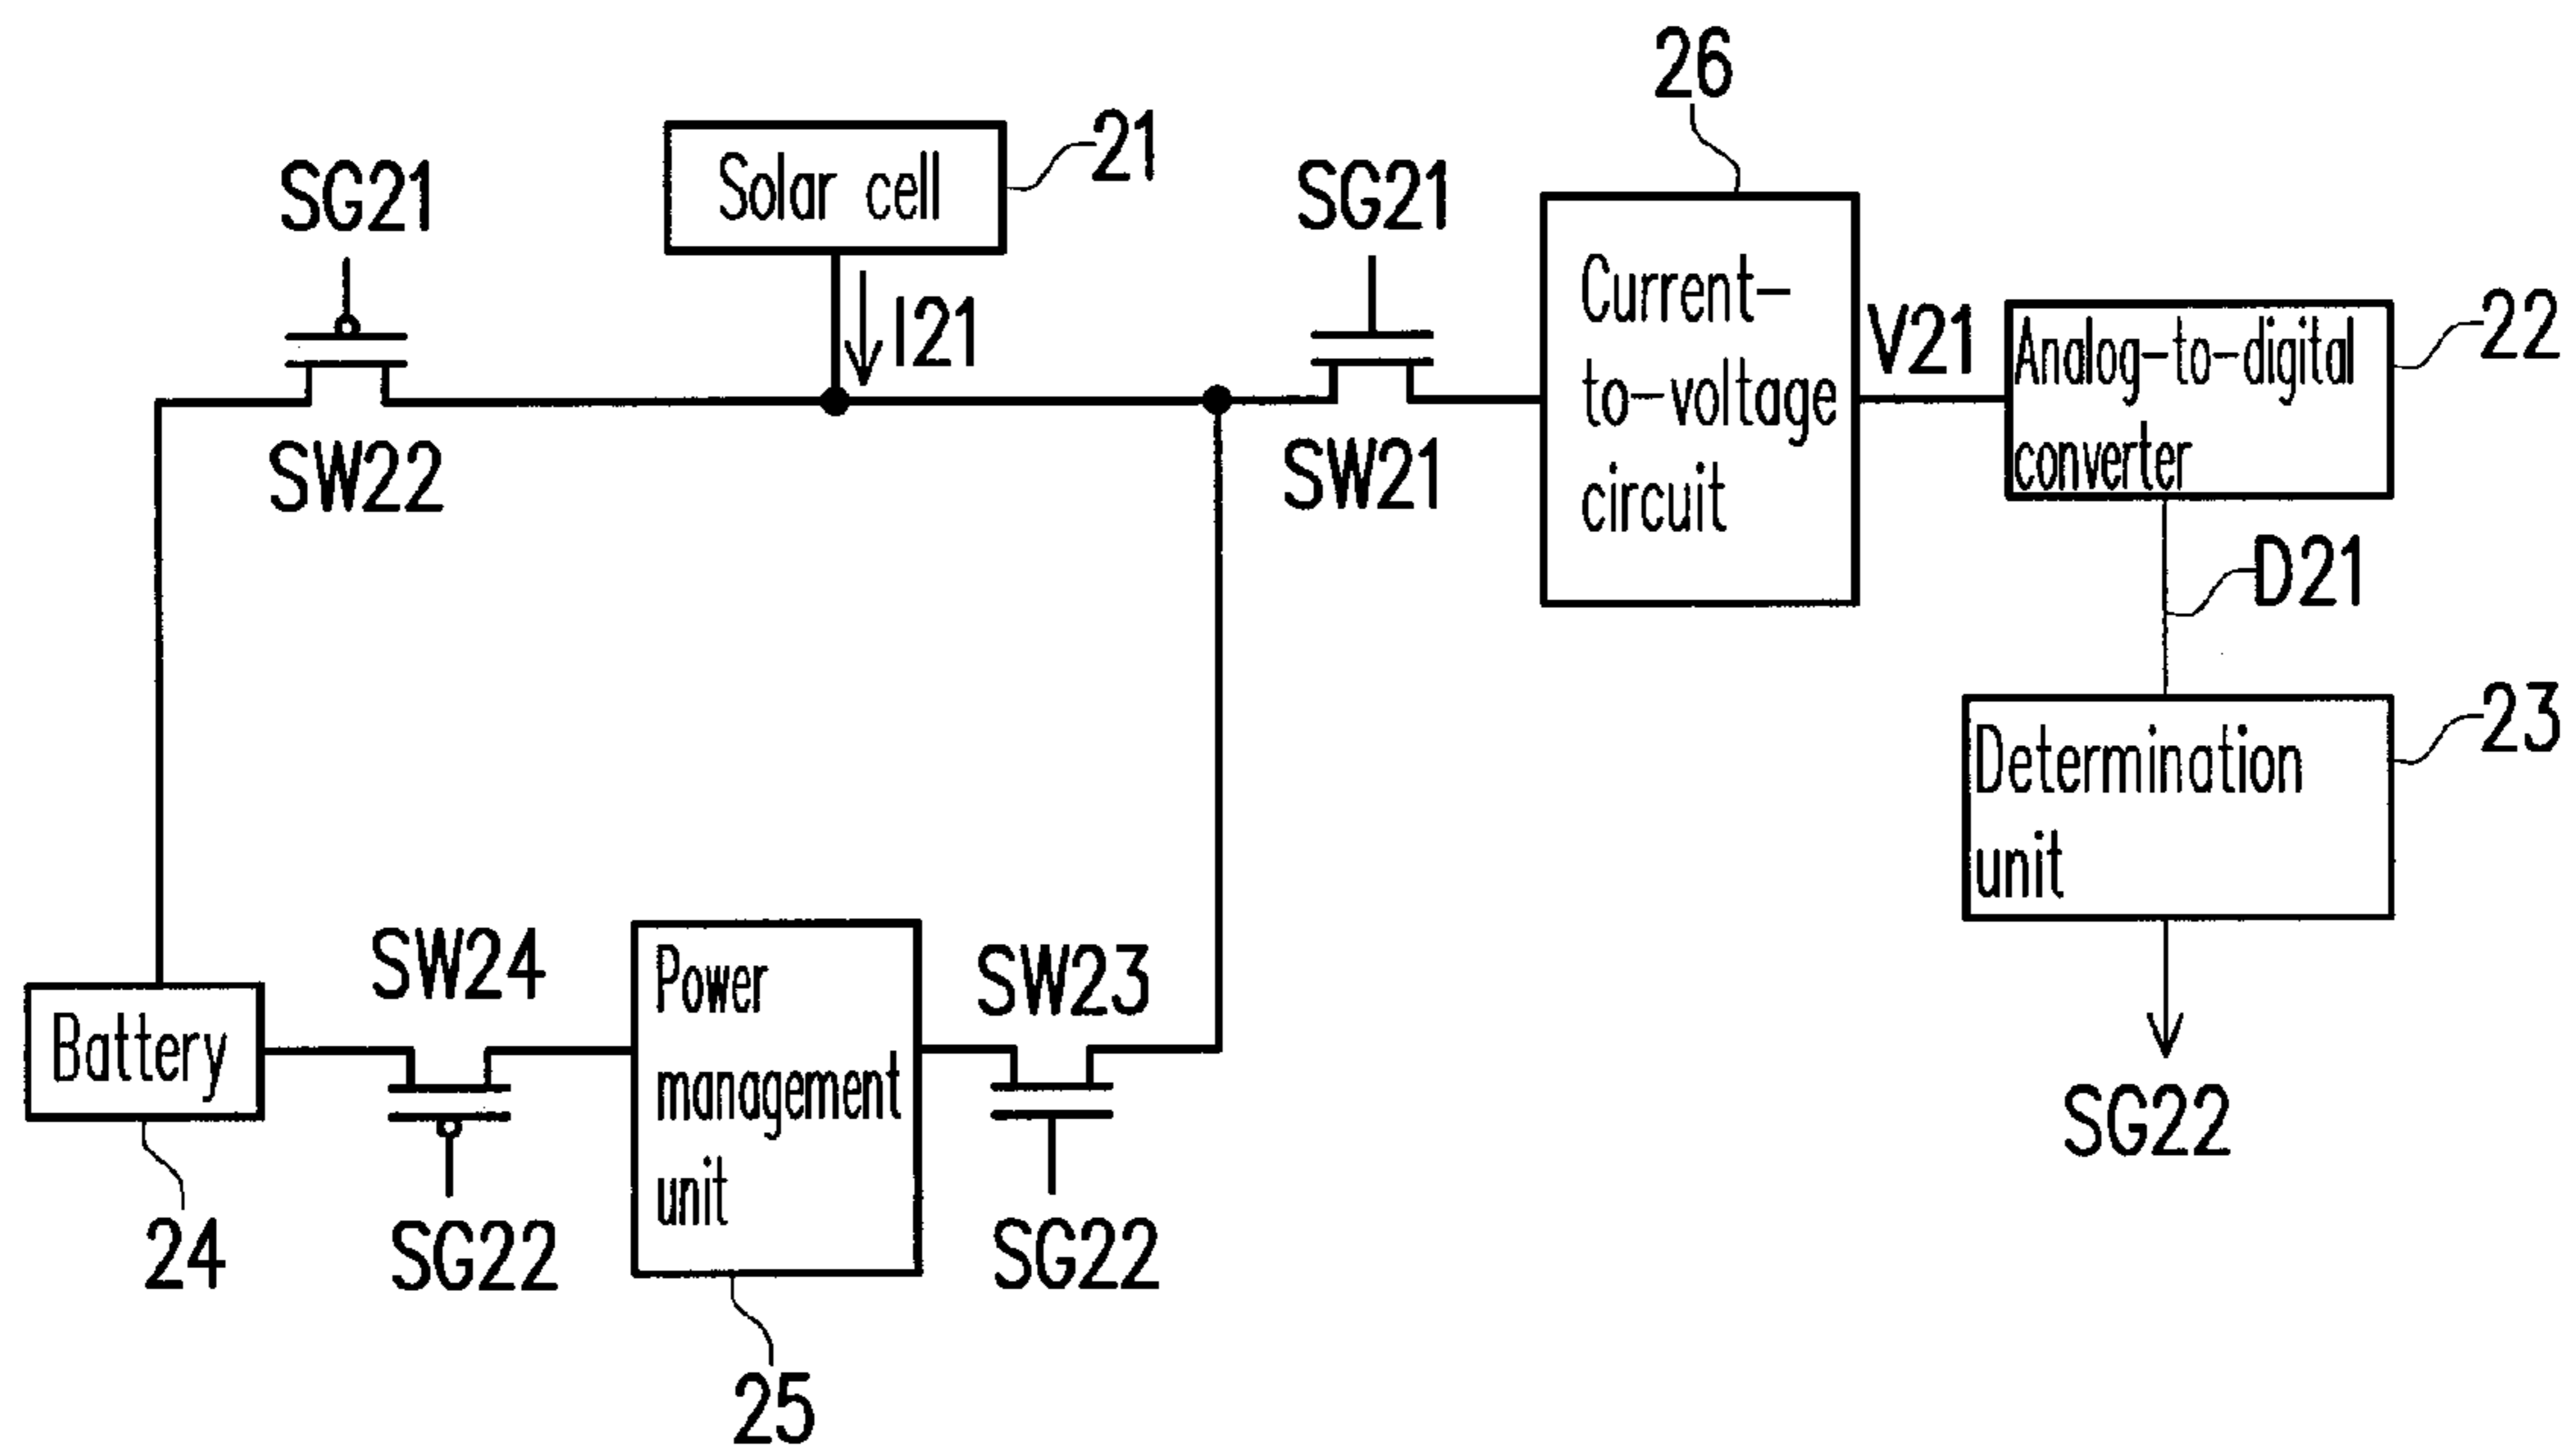 26
21
Solar cell
SG21
SG21
I21
SW22
SW21
Current-
to-voltage
circuit
V21
Analog-to-digital
converter
22
D21
Determination
unit
23
SG22
Battery
24
SW24
SG22
Power
management
unit
25
SW23
SG22